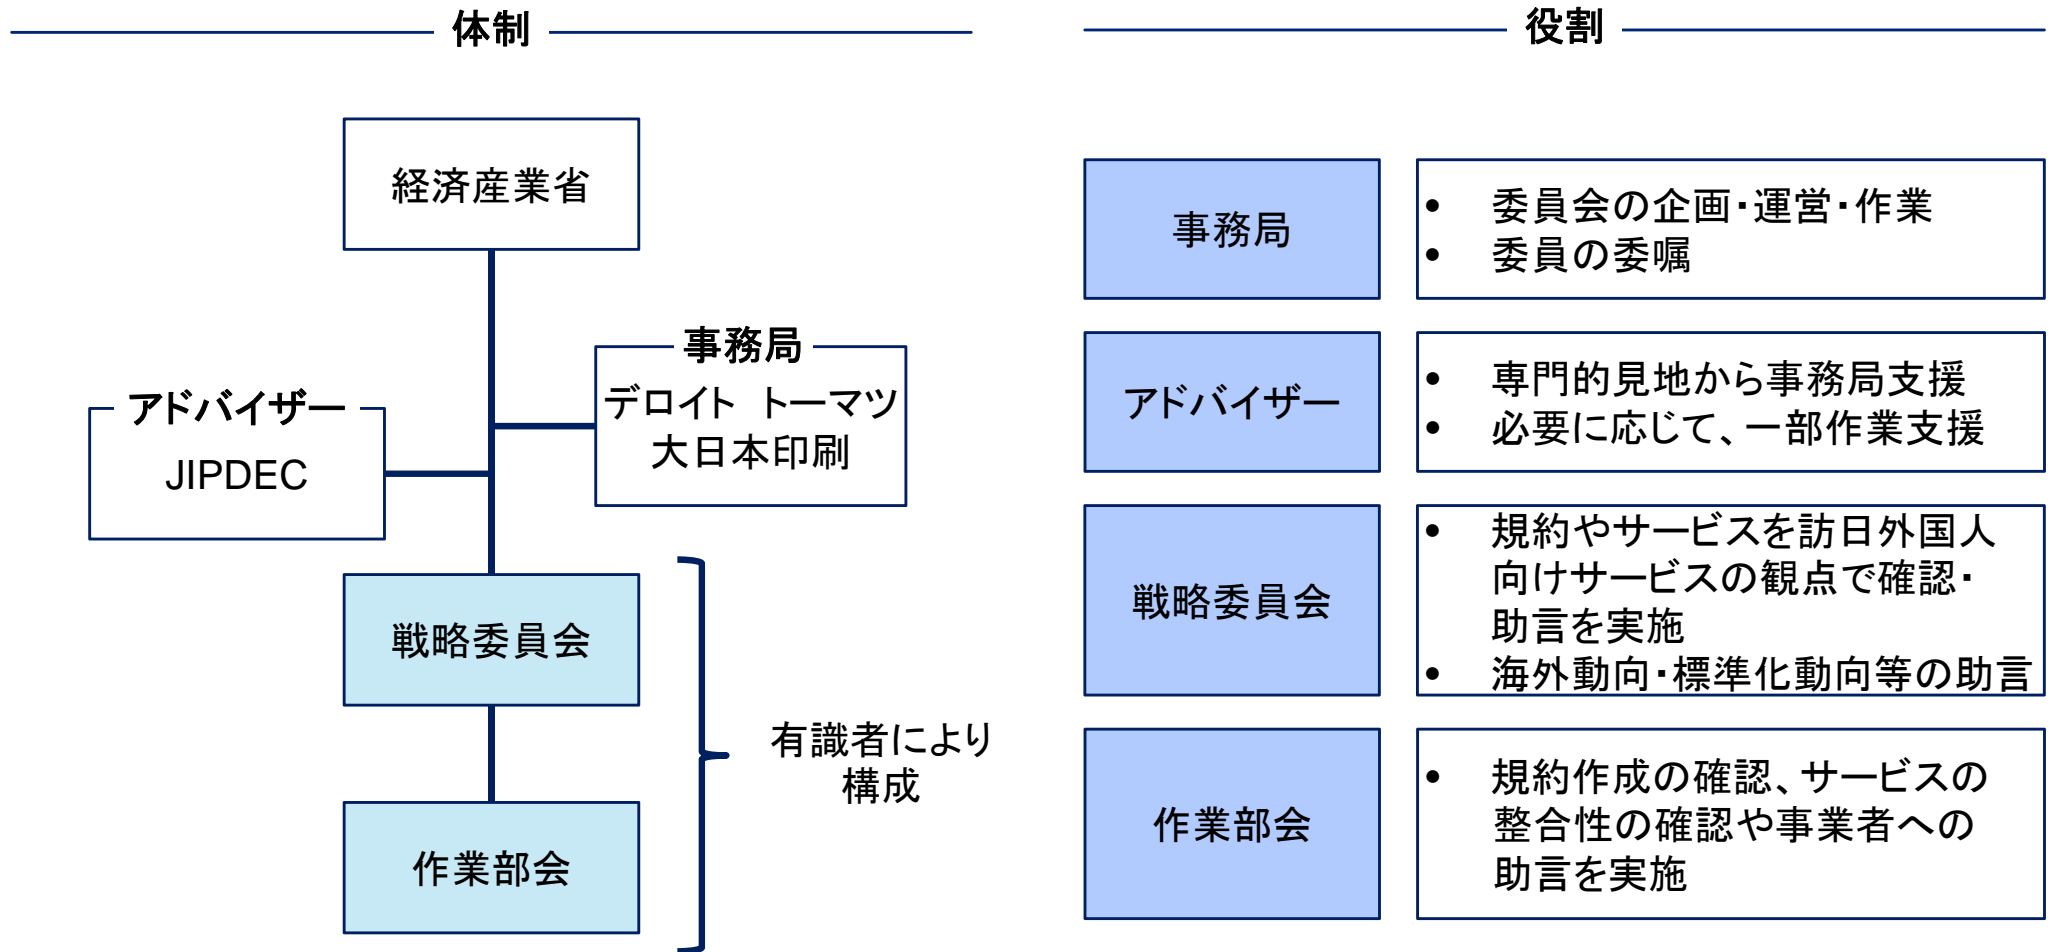 体制
経済産業省
事務局
デロイト トーマツ
大日本印刷
アドバイザー
JIPDEC
戦略委員会
作業部会
有識者により
構成
役割
事務局
• 委員会の企画・運営・作業
• 委員の委嘱
アドバイザー
• 専門的見地から事務局支援
• 必要に応じて、一部作業支援
戦略委員会
• 規約やサービスを訪日外国人
向けサービスの観点で確認・
助言を実施
• 海外動向・標準化動向等の助言
作業部会
• 規約作成の確認、サービスの
整合性の確認や事業者への
助言を実施